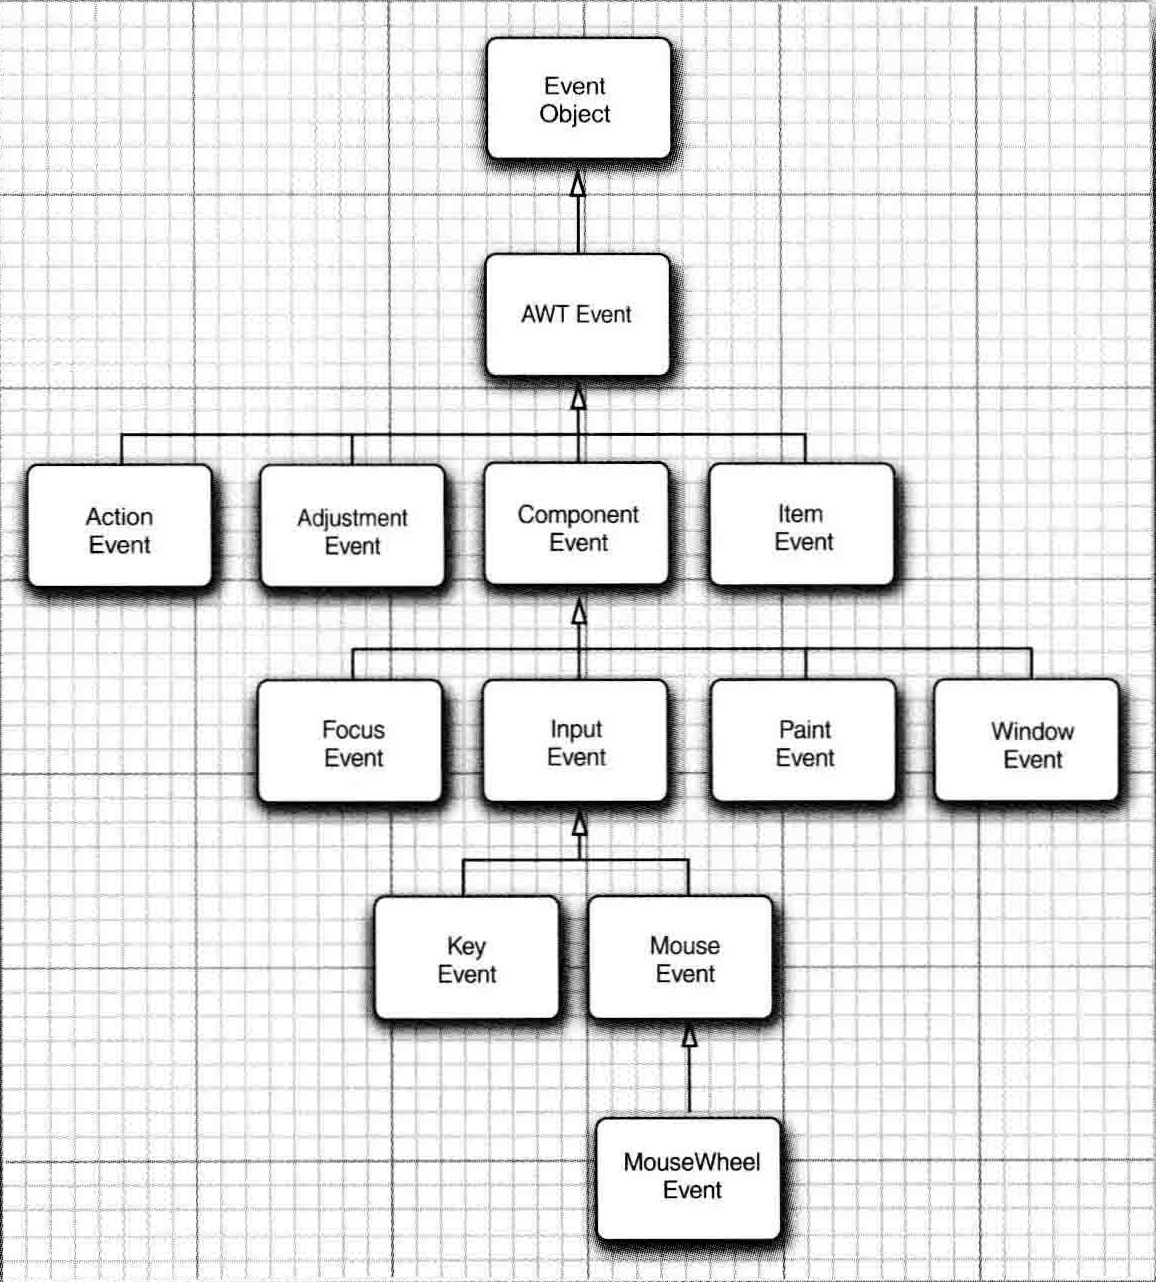 Event
Object
AWT Event
Action
Event
Adjustment
Event
Component
Event
Item
Event
Focus
Event
Input
Event
Paint
Event
Window
Event
Key
Event
Mouse
Event
MouseWheel
Event